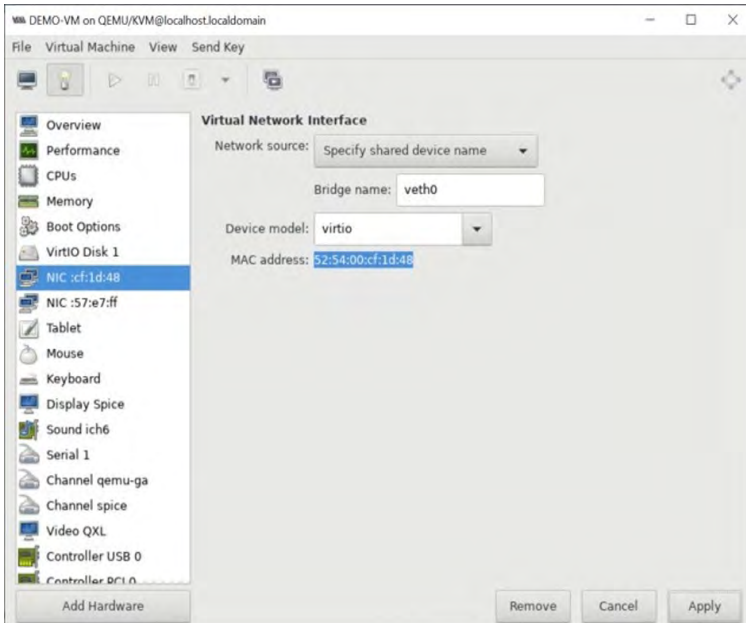 DEMO-VM on QEMU/KVM@localhost.localdomain
File Virtual Machine View Send Key
Overview
Performance
CPUs
Memory
Boot Options
VirtIO Disk 1
NIC :cf:1d:48
NIC :57:e7:ff
Tablet
Mouse
Keyboard
Display Spice
Sound ich6
Serial 1
Channel qemu-ga
Channel spice
Video QXL
Controller USB 0
Controller PCI 0
Add Hardware
Virtual Network Interface
Network source: Specify shared device name
Bridge name: veth0
Device model: virtio
MAC address: 52:54:00:cf:1d:48
Remove Cancel Apply